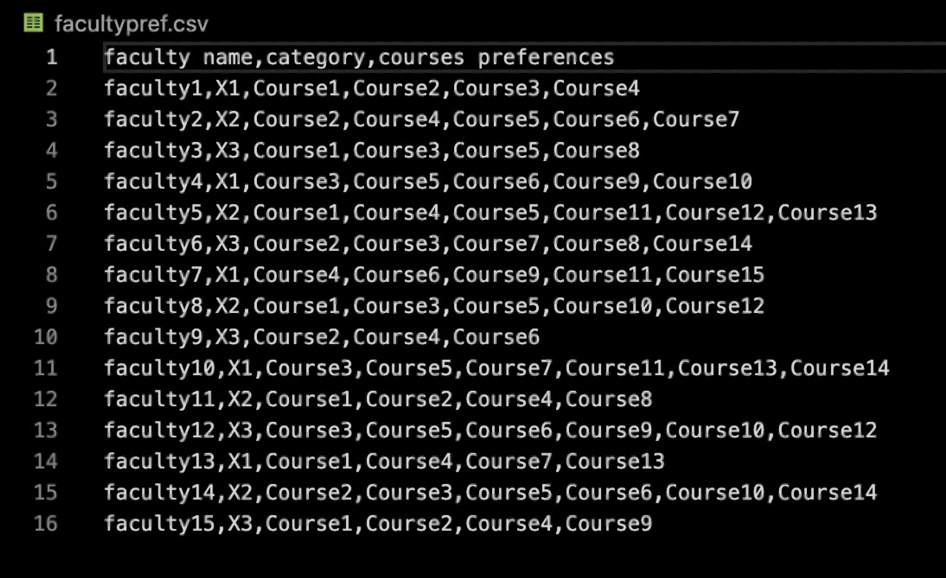 facultypref.csv
1 faculty name,category,courses preferences
2 faculty1,X1,Course1,Course2,Course3,Course4
3 faculty2,X2,Course2,Course4,Course5,Course6,Course7
4 faculty3,X3,Course1,Course3,Course5,Course8
5 faculty4,X1,Course3,Course5,Course6,Course9,Course10
6 faculty5,X2,Course1,Course4,Course5,Course11,Course12,Course13
7 faculty6,X3,Course2,Course3,Course7,Course8,Course14
8 faculty7,X1,Course4,Course6,Course9,Course11,Course15
9 faculty8,X2,Course1,Course3,Course5,Course10,Course12
10 faculty9,X3,Course2,Course4,Course6
11 faculty10,X1,Course3,Course5,Course7,Course11,Course13,Course14
12 faculty11,X2,Course1,Course2,Course4,Course8
13 faculty12,X3,Course3,Course5,Course6,Course9,Course10,Course12
14 faculty13,X1,Course1,Course4,Course7,Course13
15 faculty14,X2,Course2,Course3,Course5,Course6,Course10,Course14
16 faculty15,X3,Course1,Course2,Course4,Course9